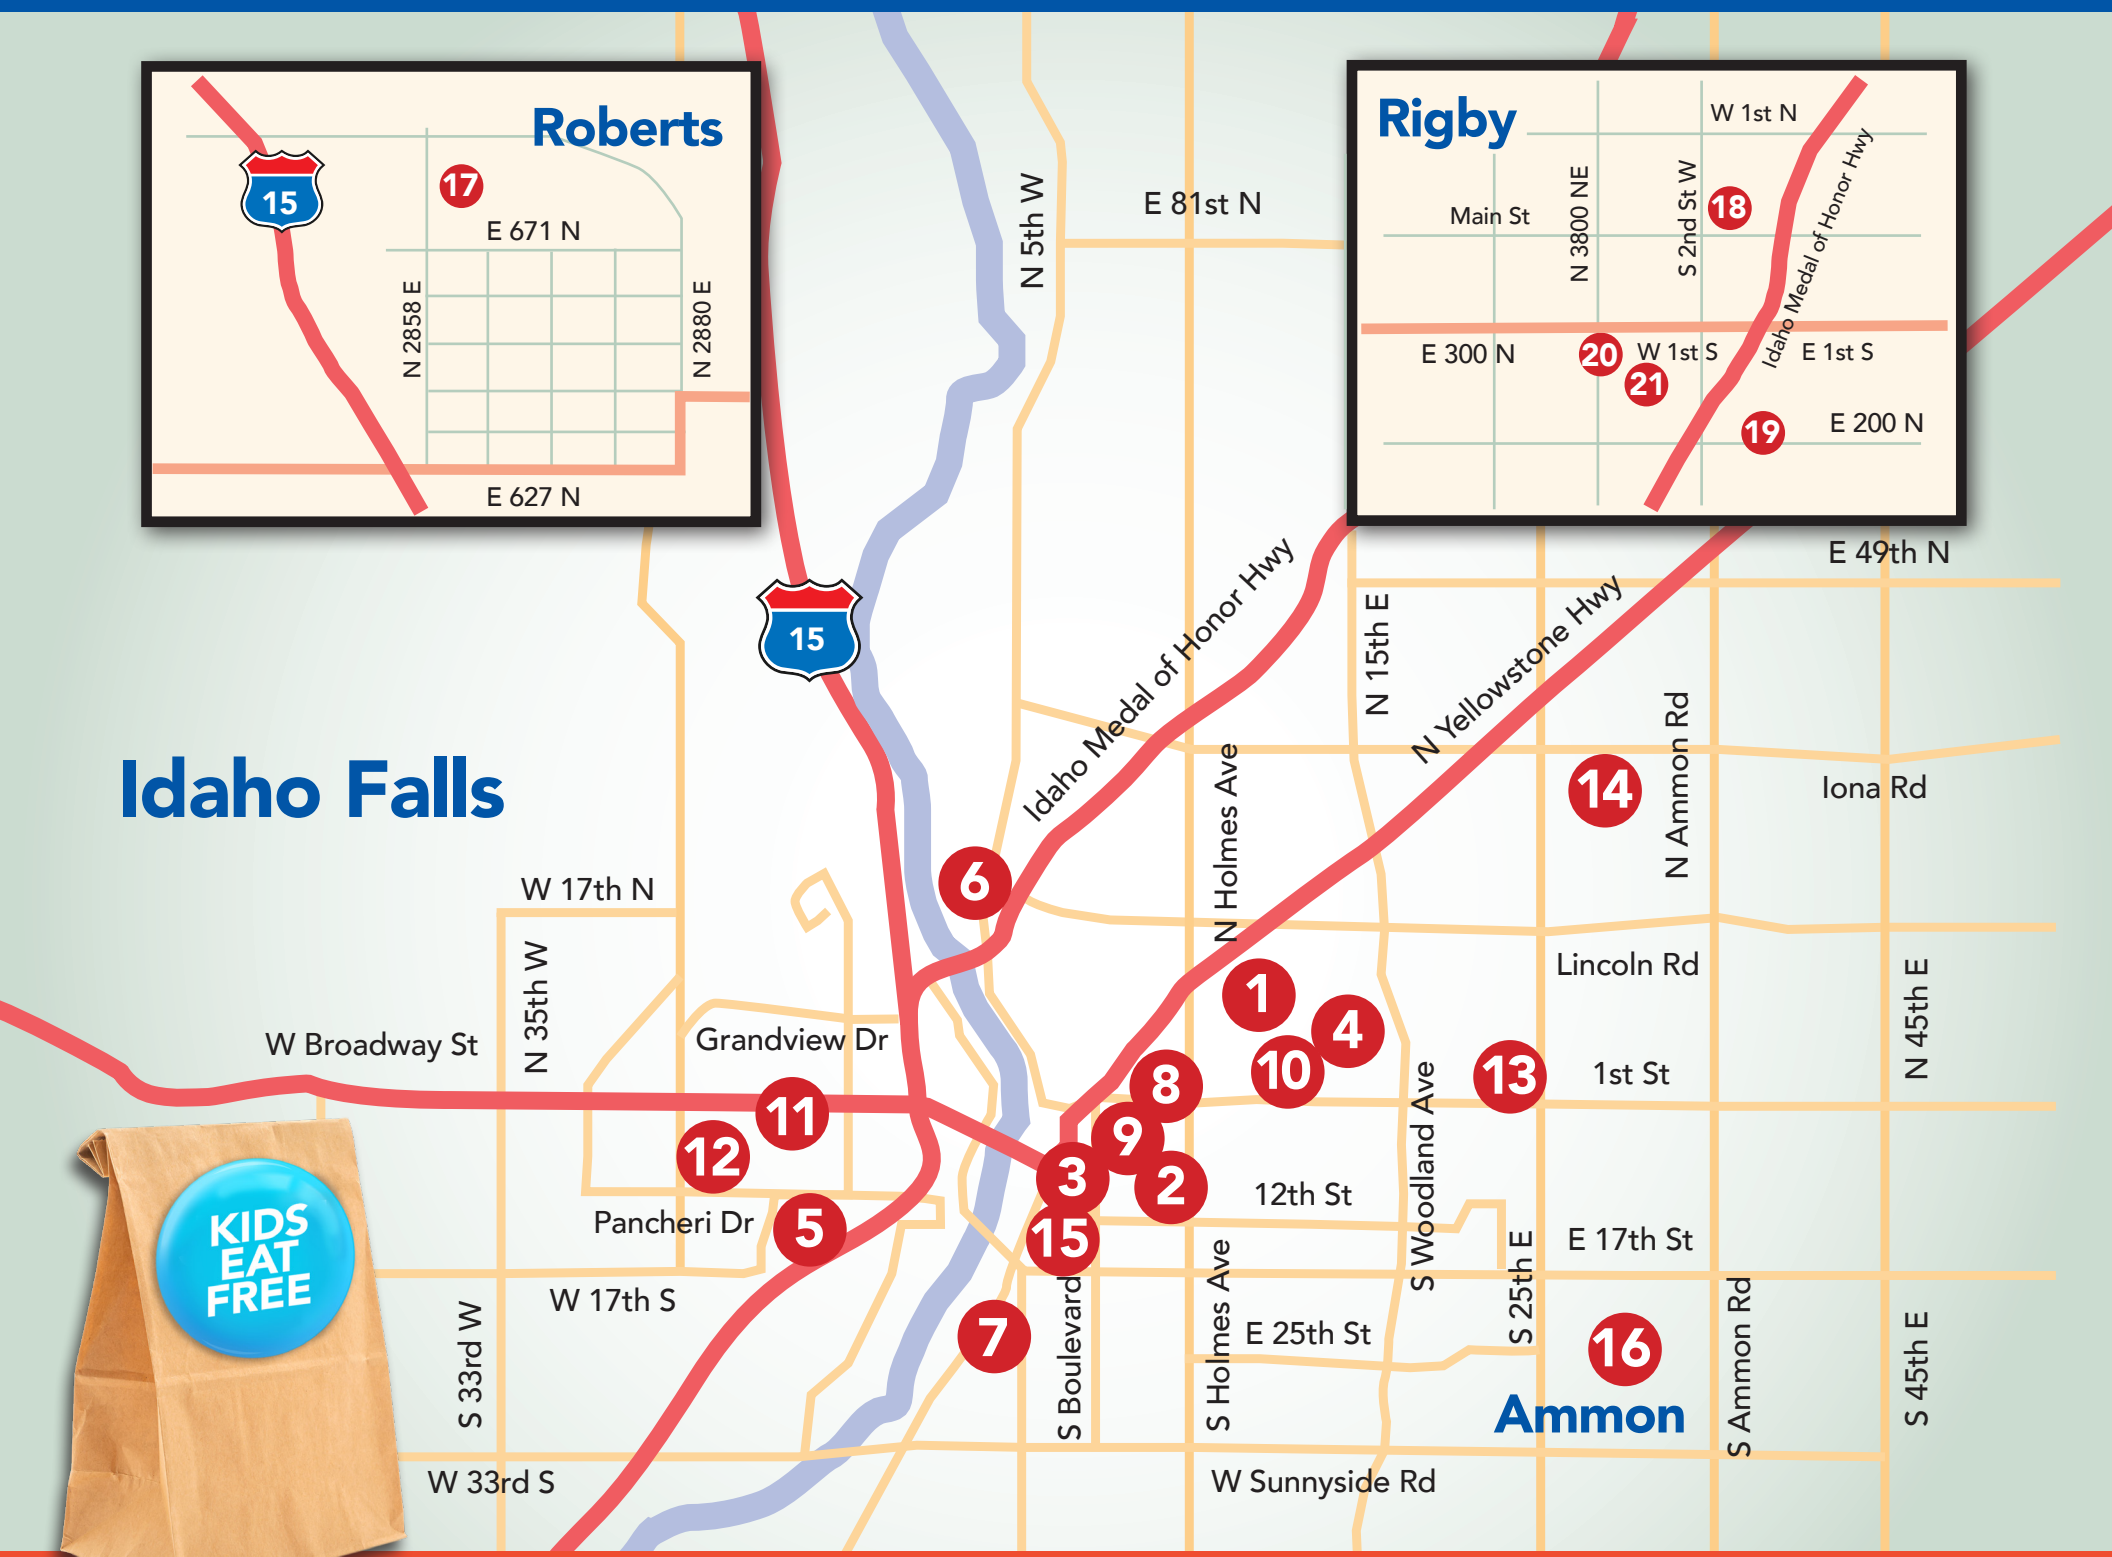 Roberts
15
17
E 671 N
N 2858 E
N 2880 E
E 627 N
Rigby
W 1st N
Idaho Medal of Honor Hwy
N 3800 NE
S 2nd St W
18
Main St
E 300 N
20
W 1st S
E 1st S
21
19
E 200 N
N 5th W
E 81st N
E 49th N
15
Idaho Medal of Honor Hwy
N 15th E
N Yellowstone Hwy
N Ammon Rd
Idaho Falls
14
Iona Rd
N Holmes Ave
6
W 17th N
N 35th W
Lincoln Rd
N 45th E
1
4
W Broadway St
Grandview Dr
10
8
13
1st St
11
9
12
3
2
12th St
S Woodland Ave
Pancheri Dr
5
15
E 17th St
S 25th E
KIDS
EAT
FREE
W 17th S
S 33rd W
7
S Boulevard
S Holmes Ave
E 25th St
16
Ammon
S Ammon Rd
S 45th E
W 33rd S
W Sunnyside Rd